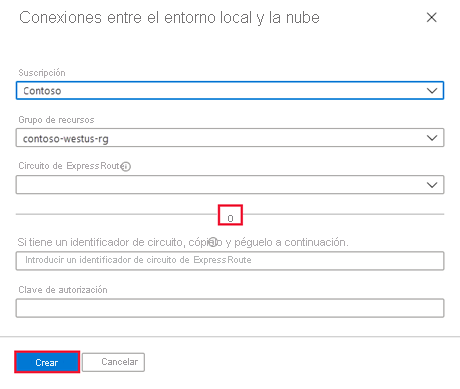 Conexiones entre el entorno local y la nube
Suscripción
Contoso
Grupo de recursos
contoso-westus-rg
Circuito de ExpressRoute
o
Si tiene un identificador de circuito, cópielo y péguelo a continuación.
Introducir un identificador de circuito de ExpressRoute
Clave de autorización
Crear
Cancelar